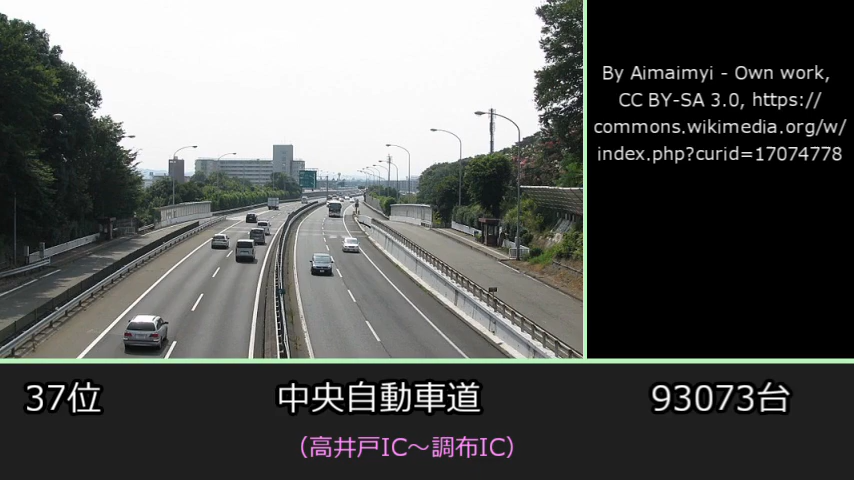 By Aimaimyi - Own work,
CC BY-SA 3.0, https://
commons.wikimedia.org/w/
index.php?curid=17074778
37位
中央自動車道
93073台
（高井戸IC～調布IC）